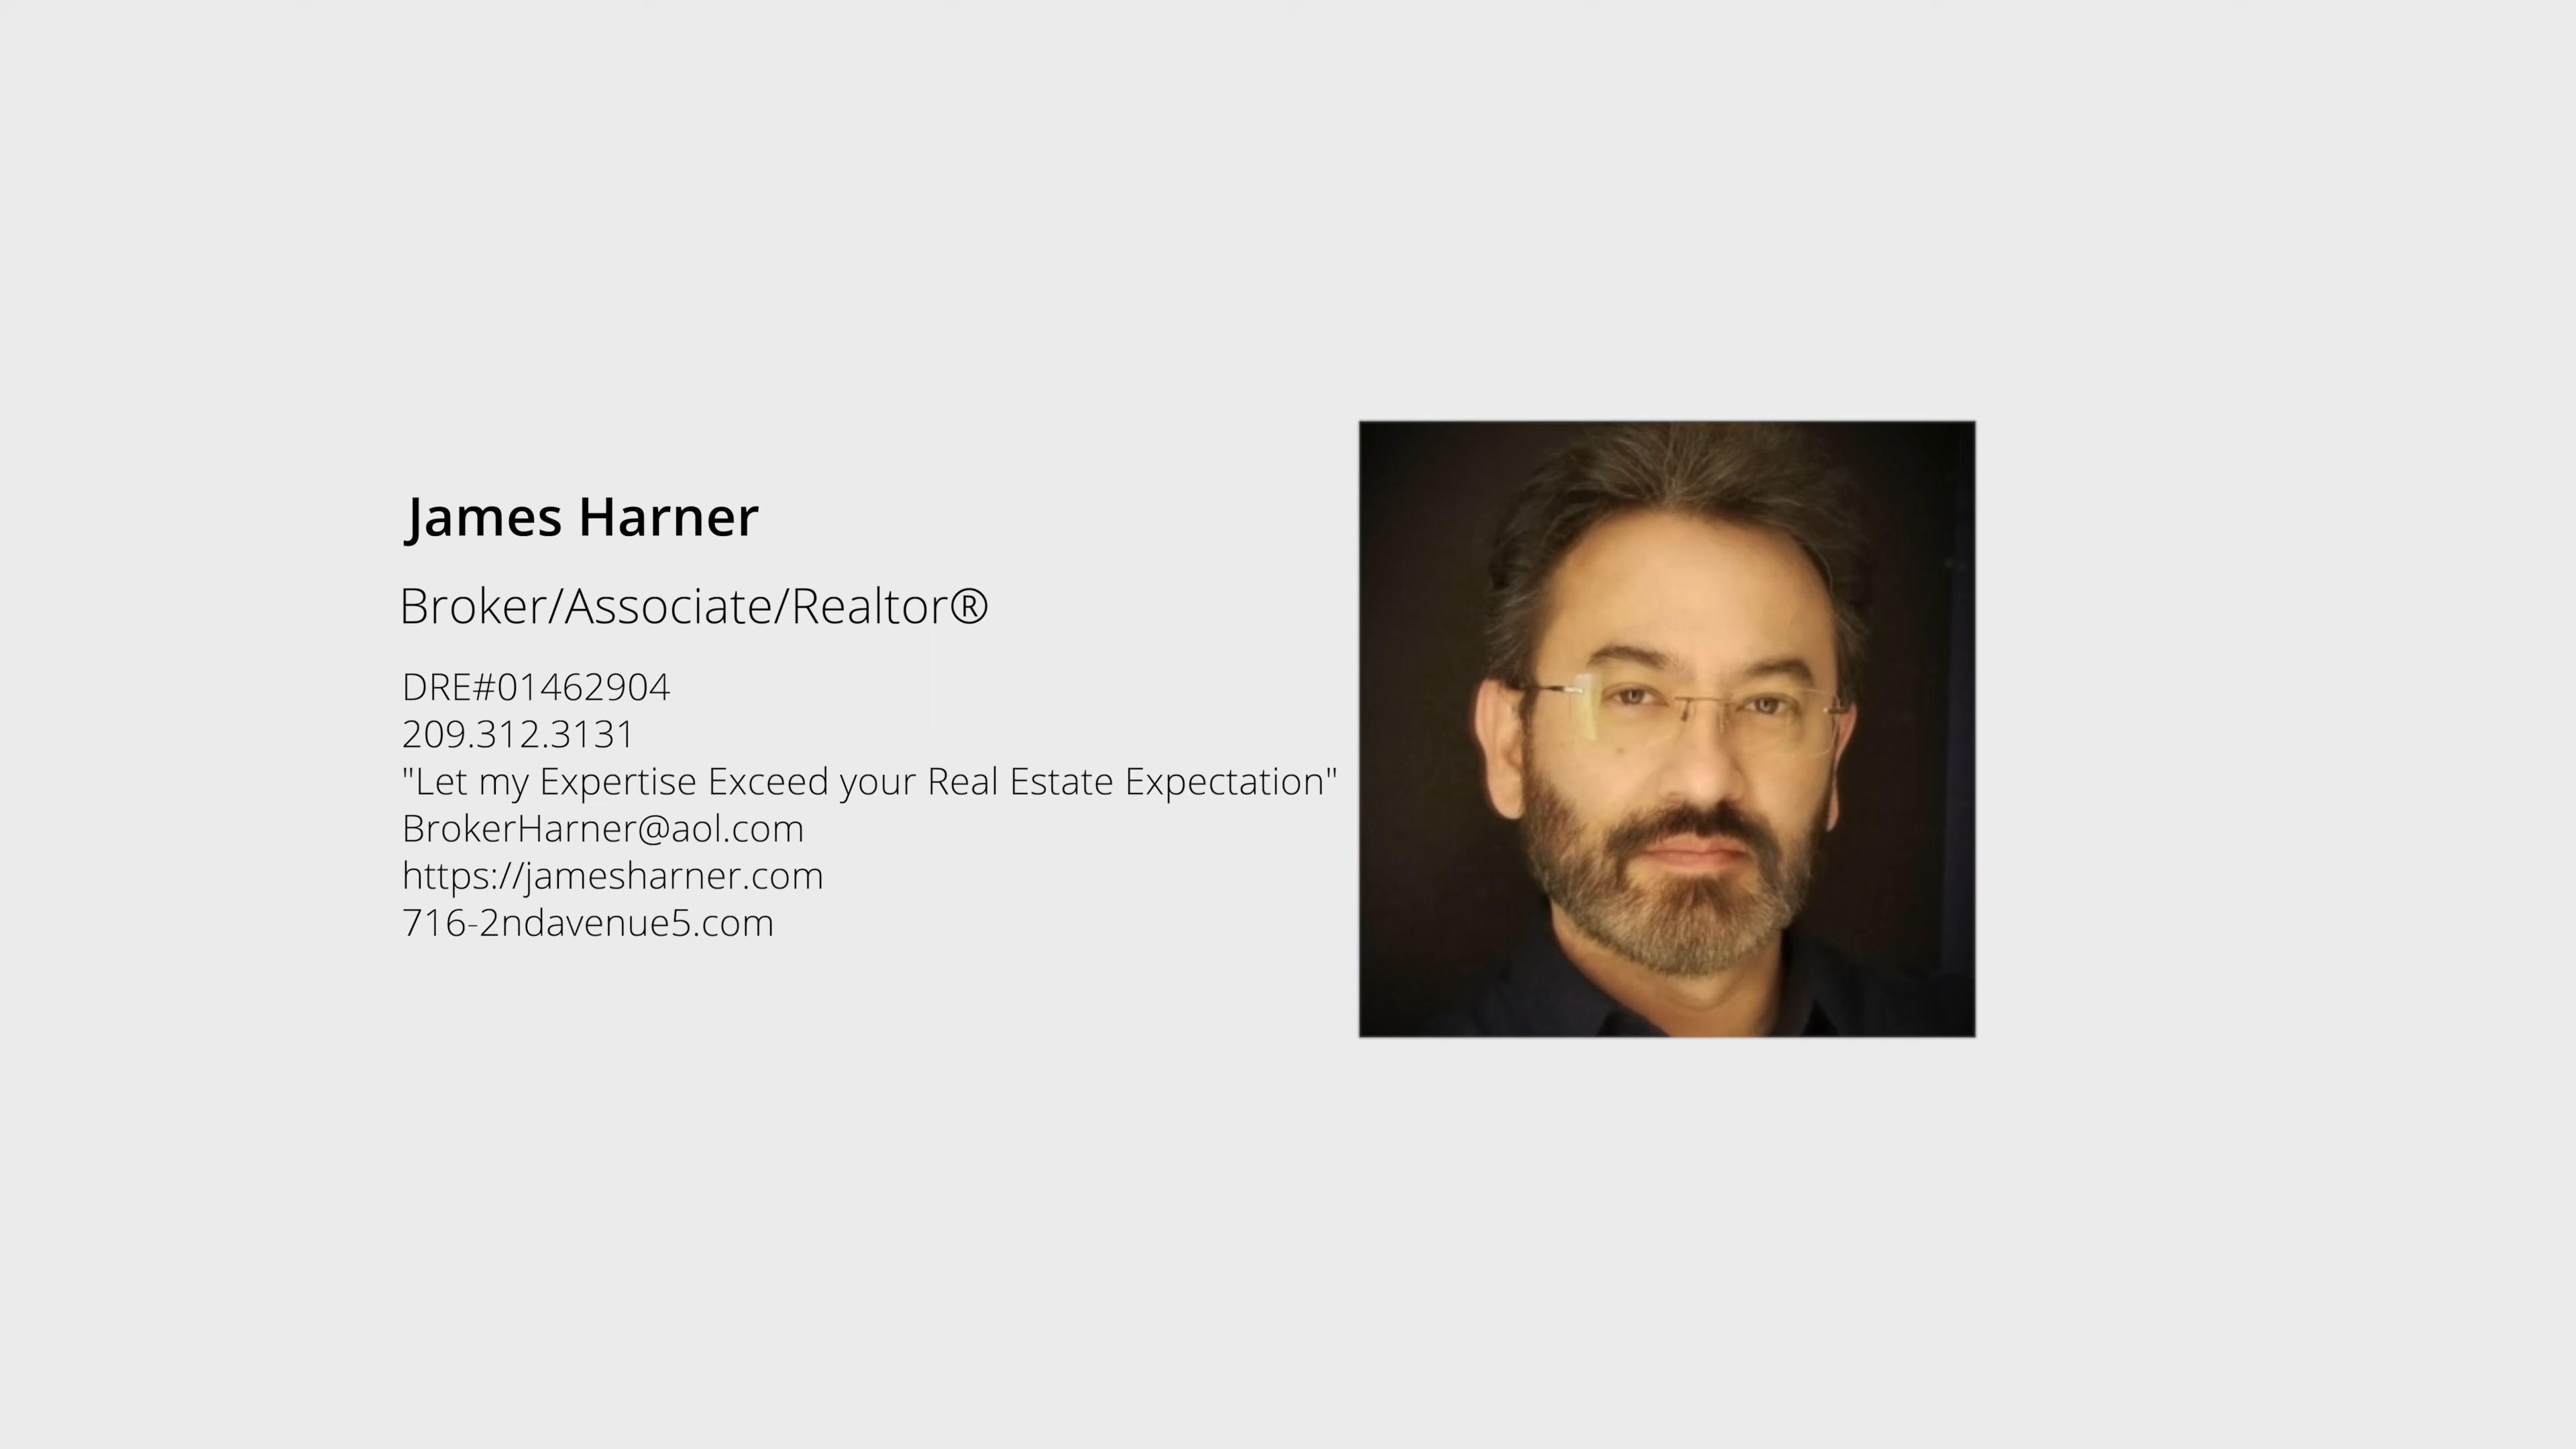 James Harner
Broker/Associate/Realtor®
DRE#01462904
209.312.3131
"Let my Expertise Exceed your Real Estate Expectation"
BrokerHarner@aol.com
https://jamesharner.com
716-2ndavenue5.com